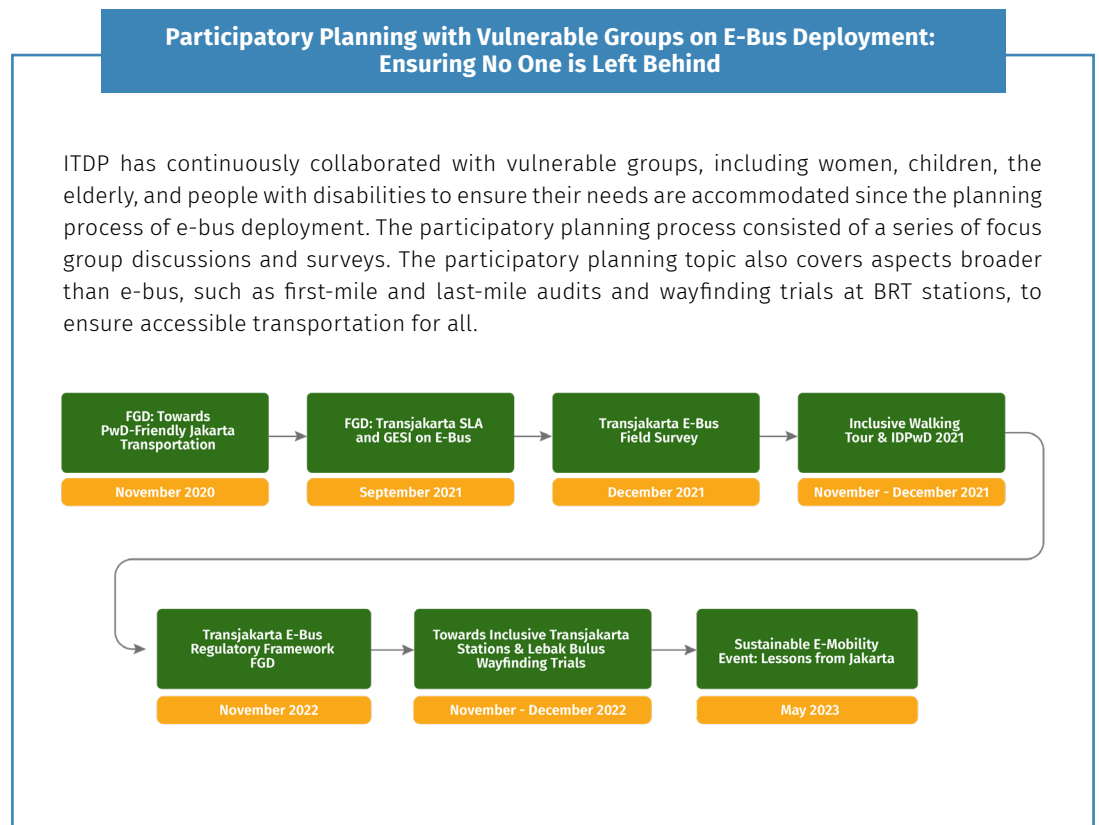 Participatory Planning with Vulnerable Groups on E-Bus Deployment:
Ensuring No One is Left Behind
ITDP has continuously collaborated with vulnerable groups, including women, children, the
elderly, and people with disabilities to ensure their needs are accommodated since the planning
process of e-bus deployment. The participatory planning process consisted of a series of focus
group discussions and surveys. The participatory planning topic also covers aspects broader
than e-bus, such as first-mile and last-mile audits and wayfinding trials at BRT stations, to
ensure accessible transportation for all.
FGD: Towards
PwD-Friendly Jakarta
Transportation
November 2020
FGD: Transjakarta SLA
and GESI on E-Bus
September 2021
Transjakarta E-Bus
Field Survey
December 2021
Inclusive Walking
Tour & IDPwD 2021
November - December 2021
Transjakarta E-Bus
Regulatory Framework
FGD
November 2022
Towards Inclusive Transjakarta
Stations & Lebak Bulus
Wayfinding Trials
November - December 2022
Sustainable E-Mobility
Event: Lessons from Jakarta
May 2023